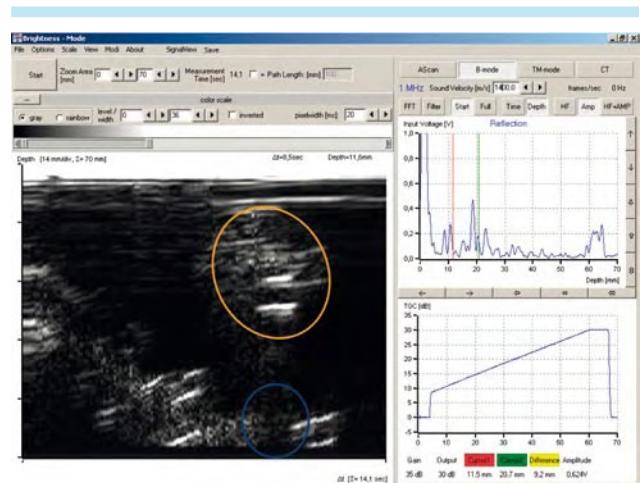 Brightness - Mode
File Options Scale View Modi About SignalView Save
Start Zoom Area [mm] 0 70 Measurement Time [sec] 14,1 = Path Length: [mm]
color scale
gray rainbow level / width 0 36 inverted pixelwidth [ms] 20
Depth [14 mm/div, Σ= 70 mm] Δt=8,5sec Depth=11,6mm
Δt [Σ= 14,1 sec]
AScan B-mode TM-mode CT
1 MHz Sound Velocity [m/s] 1400.0 frames/sec 0 Hz
FFT Filter Start Full Time Depth HF Amp HF+AMP
Input Voltage [V] Reflection
1,0
0,8
0,6
0,4
0,2
0,0
0 10 20 30 40 50 60 70
Depth [mm]
TGC [dB]
35
30
25
20
15
10
5
0
-5
0 10 20 30 40 50 60 70
Gain Output Cursor1 Cursor2 Difference Amplitude
35 dB 30 dB 11,5 mm 20,7 mm 9,2 mm 0,624V